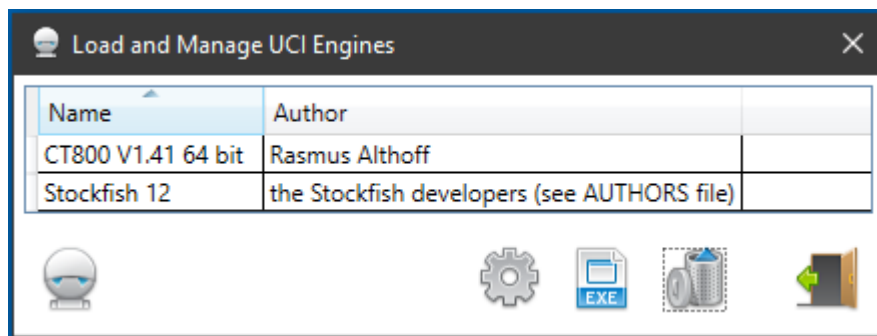 Load and Manage UCI Engines
Name Author
CT800 V1.41 64 bit Rasmus Althoff
Stockfish 12 the Stockfish developers (see AUTHORS file)
EXE